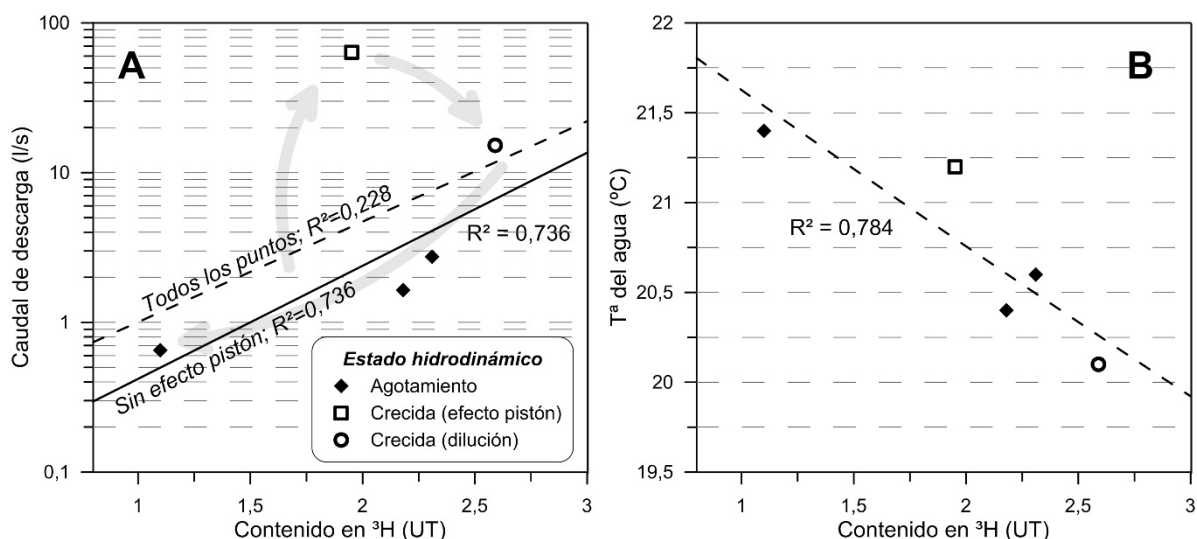 A
100
10
1
0,1
Caudal de descarga (l/s)
Todos los puntos; R²=0,228
Sin efecto pistón; R²=0,736
R² = 0,736
Estado hidrodinámico
Agotamiento
Crecida (efecto pistón)
Crecida (dilución)
1
1,5
2
2,5
3
Contenido en ³H (UT)
B
22
21,5
21
20,5
20
19,5
Tª del agua (ºC)
R² = 0,784
1
1,5
2
2,5
3
Contenido en ³H (UT)